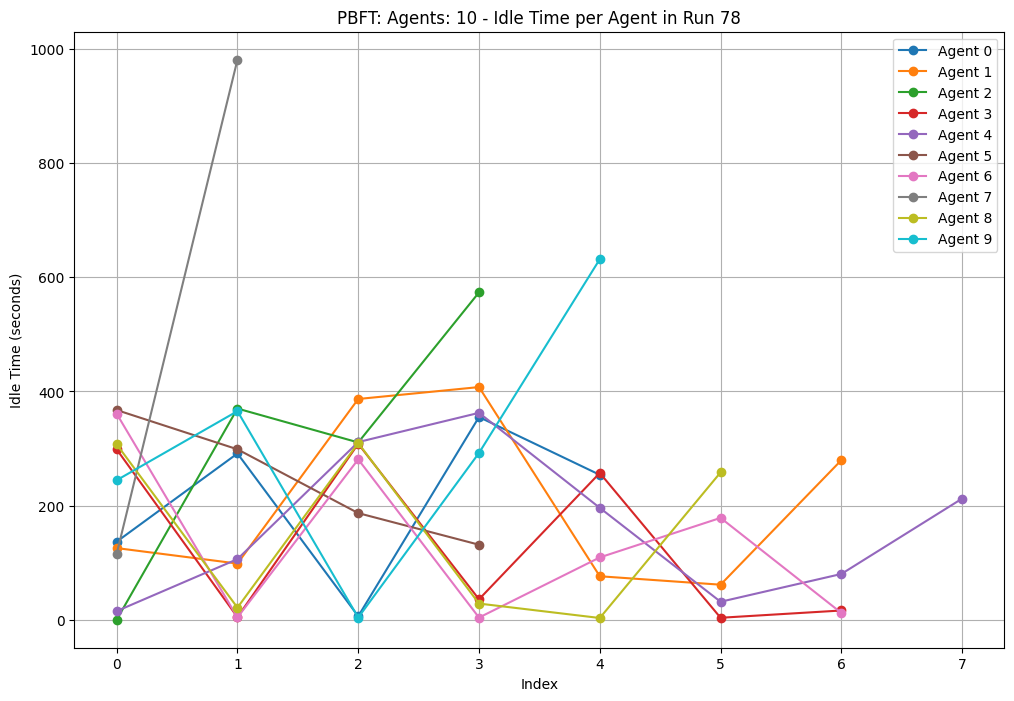 PBFT: Agents: 10 - Idle Time per Agent in Run 78
1000
800
600
400
200
0
Idle Time (seconds)
0 1 2 3 4 5 6 7
Index
Agent 0
Agent 1
Agent 2
Agent 3
Agent 4
Agent 5
Agent 6
Agent 7
Agent 8
Agent 9